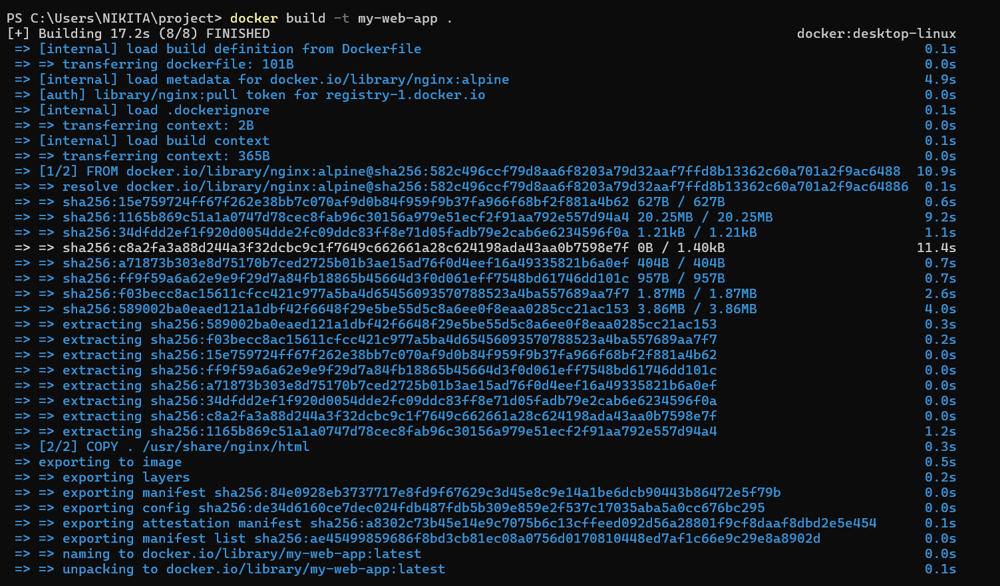 PS C:\Users\NIKITA\project> docker build -t my-web-app .
[+] Building 17.2s (8/8) FINISHED docker:desktop-linux
=> [internal] load build definition from Dockerfile 0.1s
=> => transferring dockerfile: 101B 0.0s
=> [internal] load metadata for docker.io/library/nginx:alpine 4.9s
=> [auth] library/nginx:pull token for registry-1.docker.io 0.0s
=> [internal] load .dockerignore 0.1s
=> => transferring context: 2B 0.0s
=> [internal] load build context 0.1s
=> => transferring context: 365B 0.0s
=> [1/2] FROM docker.io/library/nginx:alpine@sha256:582c496ccf79d8aa6f8203a79d32aaf7ffd8b13362c60a701a2f9ac6488 10.9s
=> => resolve docker.io/library/nginx:alpine@sha256:582c496ccf79d8aa6f8203a79d32aaf7ffd8b13362c60a701a2f9ac64886 0.1s
=> => sha256:15e759724ff67f262e38bb7c070af9d0b84f959f9b37fa966f68bf2f881a4b62 627B / 627B 0.6s
=> => sha256:1165b869c51a1a0747d78cec8fab96c30156a979e51ecf2f91aa792e557d94a4 20.25MB / 20.25MB 9.2s
=> => sha256:34dfdd2ef1f920d0054dde2fc09ddc83ff8e71d05fadb79e2cab6e6234596f0a 1.21kB / 1.21kB 1.1s
=> => sha256:c8a2fa3a88d244a3f32dcbc9c1f7649c662661a28c624198ada43aa0b7598e7f 0B / 1.40kB 11.4s
=> => sha256:a71873b303e8d75170b7ced2725b01b3ae15ad76f0d4eef16a49335821b6a0ef 404B / 404B 0.7s
=> => sha256:ff9f59a6a62e9e9f29d7a84fb18865b45664d3f0d061eff7548bd61746dd101c 957B / 957B 0.7s
=> => sha256:f03becc8ac15611cfcc421c977a5ba4d65456093570788523a4ba557689aa7f7 1.87MB / 1.87MB 2.6s
=> => sha256:589002ba0eaed121a1dbf42f6648f29e5be55d5c8a6ee0f8eaa0285cc21ac153 3.86MB / 3.86MB 4.0s
=> => extracting sha256:589002ba0eaed121a1dbf42f6648f29e5be55d5c8a6ee0f8eaa0285cc21ac153 0.3s
=> => extracting sha256:f03becc8ac15611cfcc421c977a5ba4d65456093570788523a4ba557689aa7f7 0.2s
=> => extracting sha256:15e759724ff67f262e38bb7c070af9d0b84f959f9b37fa966f68bf2f881a4b62 0.0s
=> => extracting sha256:ff9f59a6a62e9e9f29d7a84fb18865b45664d3f0d061eff7548bd61746dd101c 0.0s
=> => extracting sha256:a71873b303e8d75170b7ced2725b01b3ae15ad76f0d4eef16a49335821b6a0ef 0.0s
=> => extracting sha256:34dfdd2ef1f920d0054dde2fc09ddc83ff8e71d05fadb79e2cab6e6234596f0a 0.0s
=> => extracting sha256:c8a2fa3a88d244a3f32dcbc9c1f7649c662661a28c624198ada43aa0b7598e7f 0.0s
=> => extracting sha256:1165b869c51a1a0747d78cec8fab96c30156a979e51ecf2f91aa792e557d94a4 1.2s
=> [2/2] COPY . /usr/share/nginx/html 0.3s
=> exporting to image 0.5s
=> => exporting layers 0.2s
=> => exporting manifest sha256:84e0928eb3737717e8fd9f67629c3d45e8c9e14a1be6dcb90443b86472e5f79b 0.0s
=> => exporting config sha256:de34d6160ce7dec024fdb487fdb5b309e859e2f537c17035aba5a0cc676bc295 0.0s
=> => exporting attestation manifest sha256:a8302c73b45e14e9c7075b6c13cffeed092d56a28801f9cf8daaf8dbd2e5e454 0.1s
=> => exporting manifest list sha256:ae45499859686f8bd3cb81ec08a0756d0170810448ed7af1c66e9c29e8a8902d 0.0s
=> => naming to docker.io/library/my-web-app:latest 0.0s
=> => unpacking to docker.io/library/my-web-app:latest 0.1s